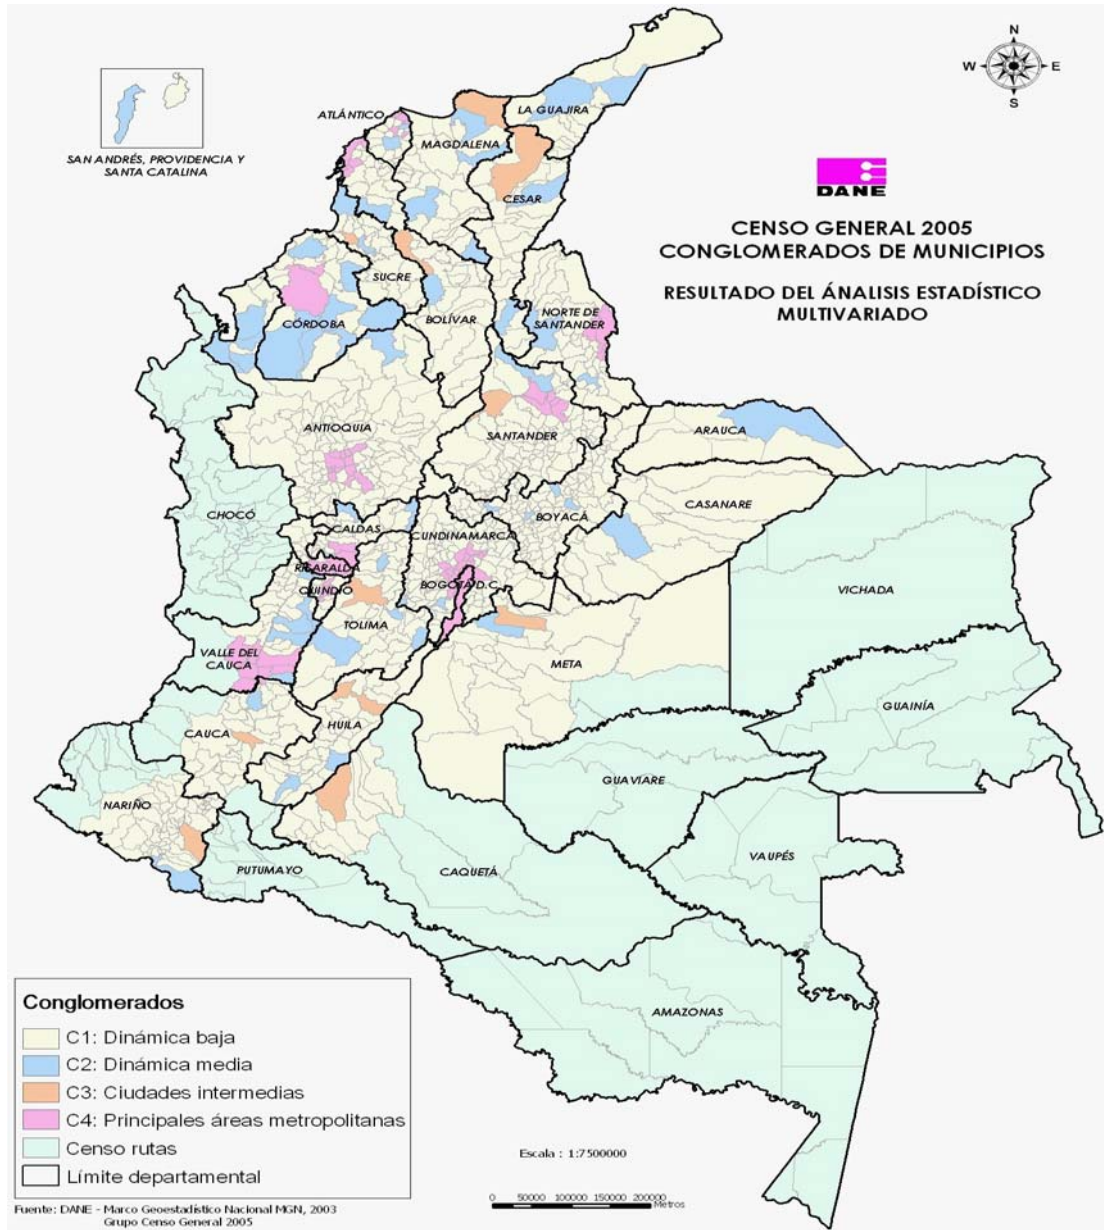 N
W E
S
ATLÁNTICO
LA GUAJIRA
MAGDALENA
SAN ANDRÉS, PROVIDENCIA Y
SANTA CATALINA
DANE
CESAR
CENSO GENERAL 2005
CONGLOMERADOS DE MUNICIPIOS
RESULTADO DEL ÁNALISIS ESTADÍSTICO
MULTIVARIADO
SUCRE
CÓRDOBA
BOLÍVAR
NORTE DE
SANTANDER
ANTIOQUIA
SANTANDER
ARAUCA
CHOCÓ
CASANARE
BOYACÁ
CALDAS
CUNDINAMARCA
RISARALDA
BOGOTÁ D.C.
QUINDÍO
VICHADA
TOLIMA
VALLE DEL
CAUCA
META
GUAINÍA
HUILA
CAUCA
GUAVIARE
NARIÑO
VAUPÉS
PUTUMAYO
CAQUETÁ
AMAZONAS
Conglomerados
C1: Dinámica baja
C2: Dinámica media
C3: Ciudades intermedias
C4: Principales áreas metropolitanas
Censo rutas
Límite departamental
Escala : 1:7500000
0 50000 100000 150000 200000
Metros
Fuente: DANE - Marco Geoestadístico Nacional MGN, 2003
Grupo Censo General 2005